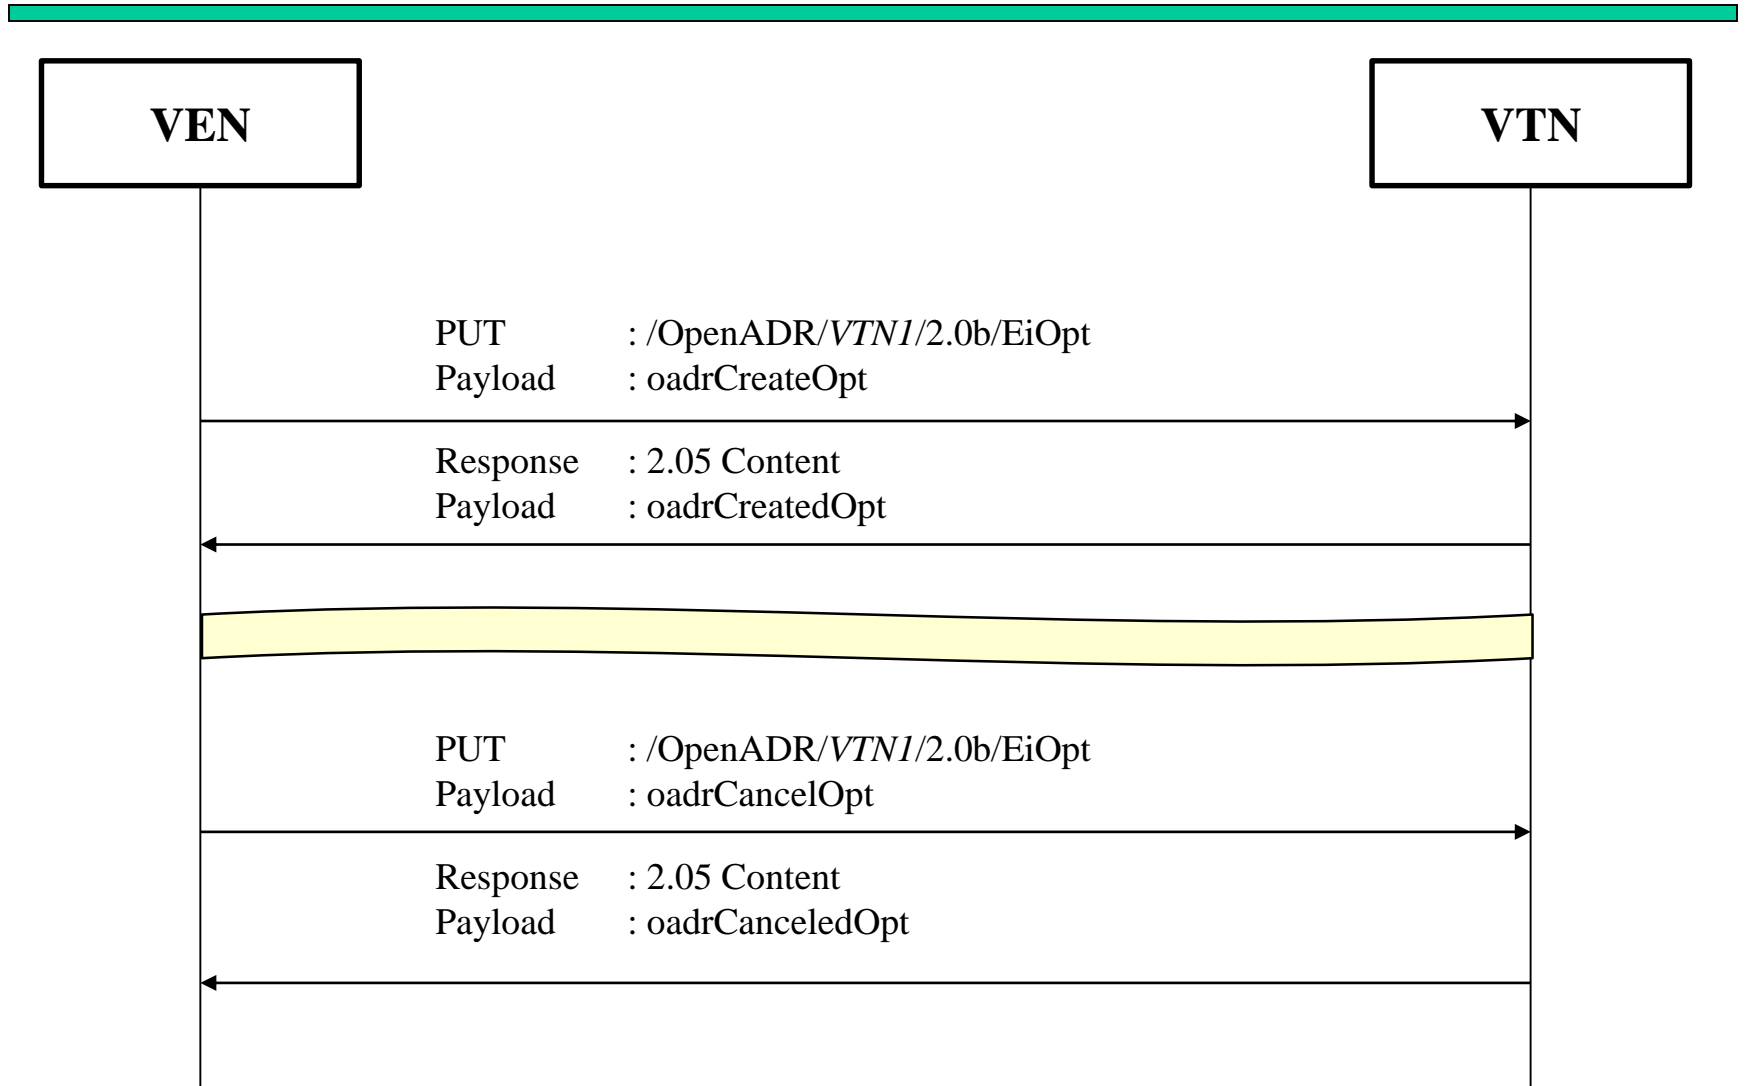 VEN
VTN
PUT : /OpenADR/VTN1/2.0b/EiOpt
Payload : oadrCreateOpt
Response : 2.05 Content
Payload : oadrCreatedOpt
PUT : /OpenADR/VTN1/2.0b/EiOpt
Payload : oadrCancelOpt
Response : 2.05 Content
Payload : oadrCanceledOpt